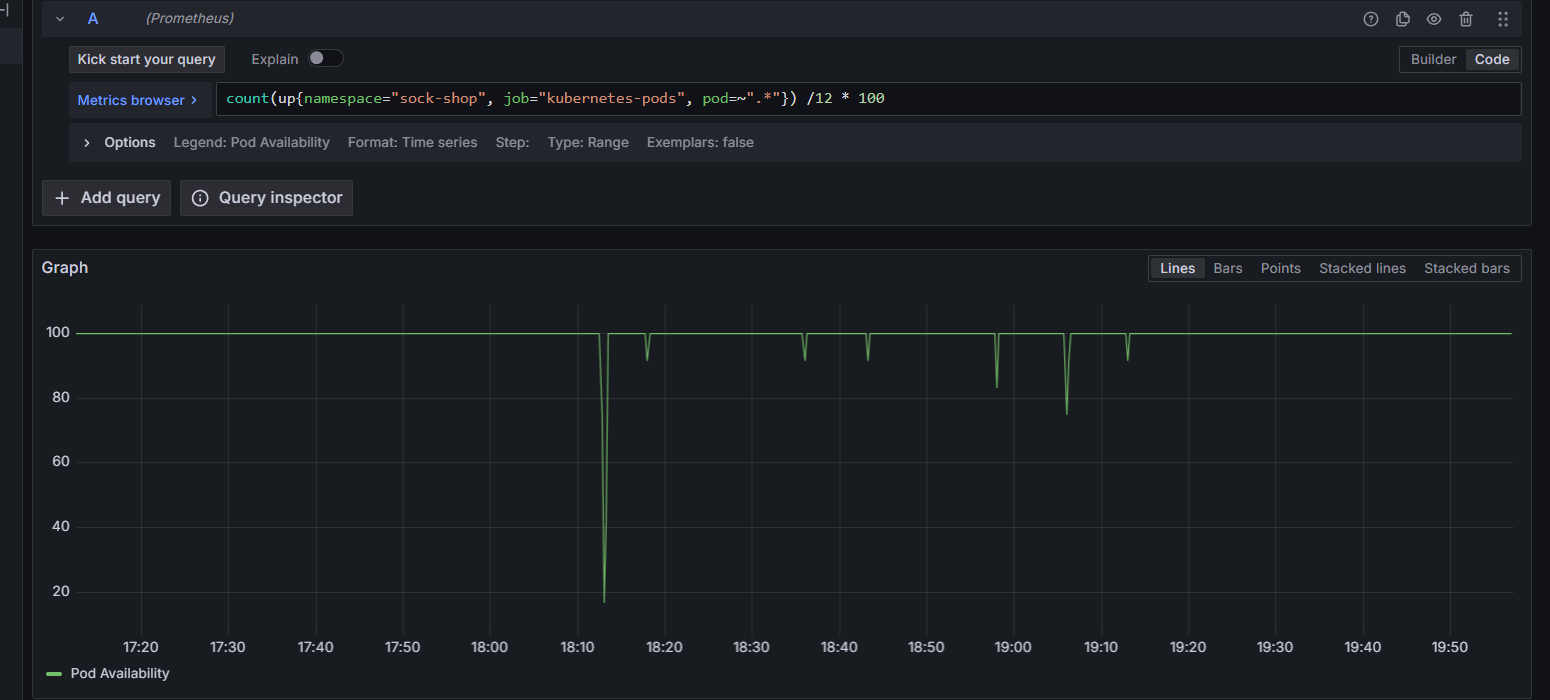 A (Prometheus)
Kick start your query Explain Builder Code
Metrics browser > count(up{namespace="sock-shop", job="kubernetes-pods", pod=~".*"}) /12 * 100
> Options Legend: Pod Availability Format: Time series Step: Type: Range Exemplars: false
+ Add query Query inspector
Graph Lines Bars Points Stacked lines Stacked bars
100
80
60
40
20
17:20 17:30 17:40 17:50 18:00 18:10 18:20 18:30 18:40 18:50 19:00 19:10 19:20 19:30 19:40 19:50
Pod Availability